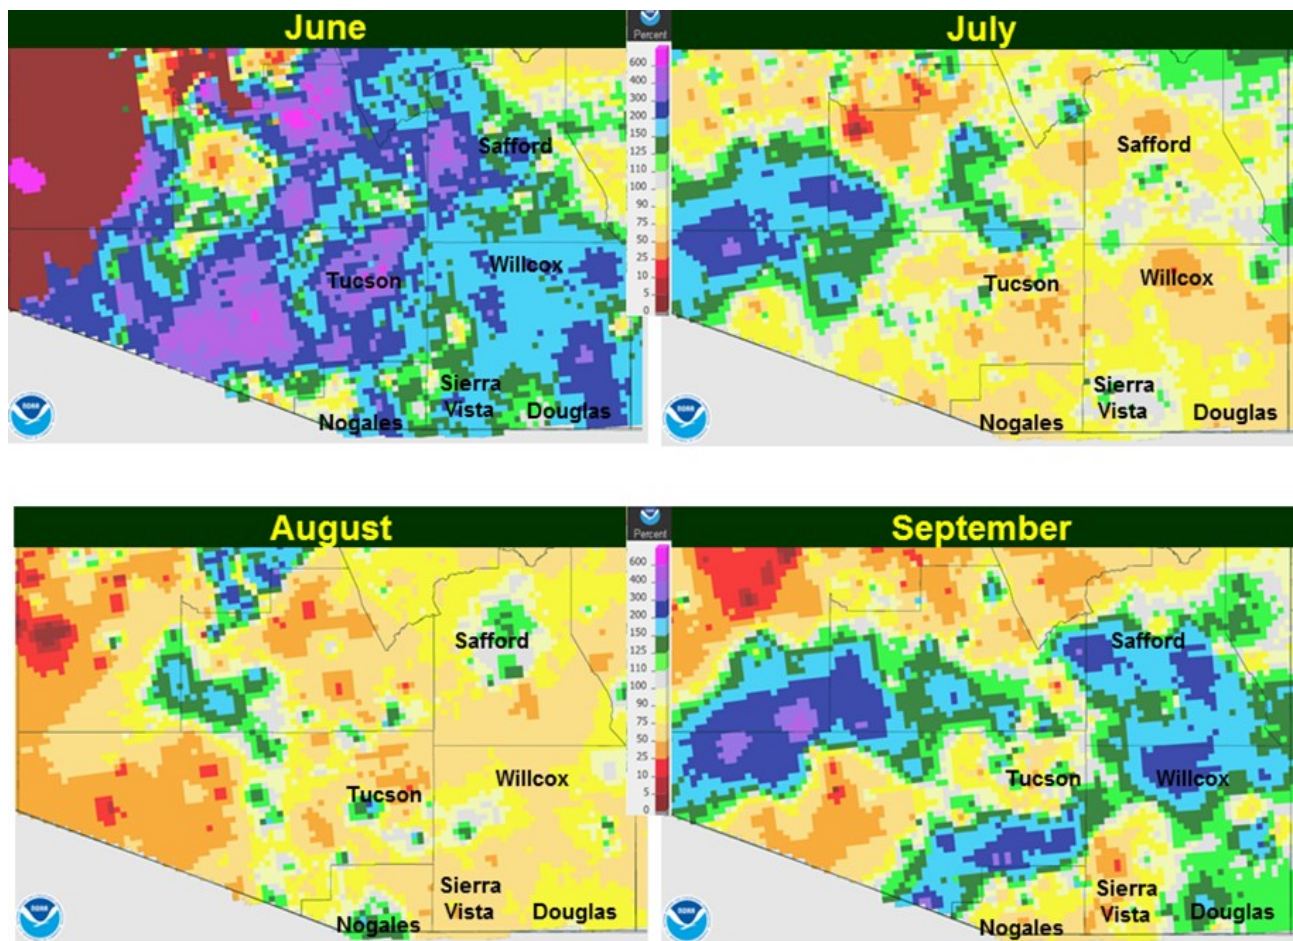 June
July
Percent
600
400
300
200
150
125
110
100
90
75
50
25
10
5
0
Safford
Tucson
Willcox
Sierra
Vista
Nogales
Douglas
Safford
Tucson
Willcox
Sierra
Vista
Nogales
Douglas
August
September
Percent
600
400
300
200
150
125
110
100
90
75
50
25
10
5
0
Safford
Willcox
Tucson
Sierra
Vista
Nogales
Douglas
Safford
Tucson
Willcox
Sierra
Vista
Nogales
Douglas